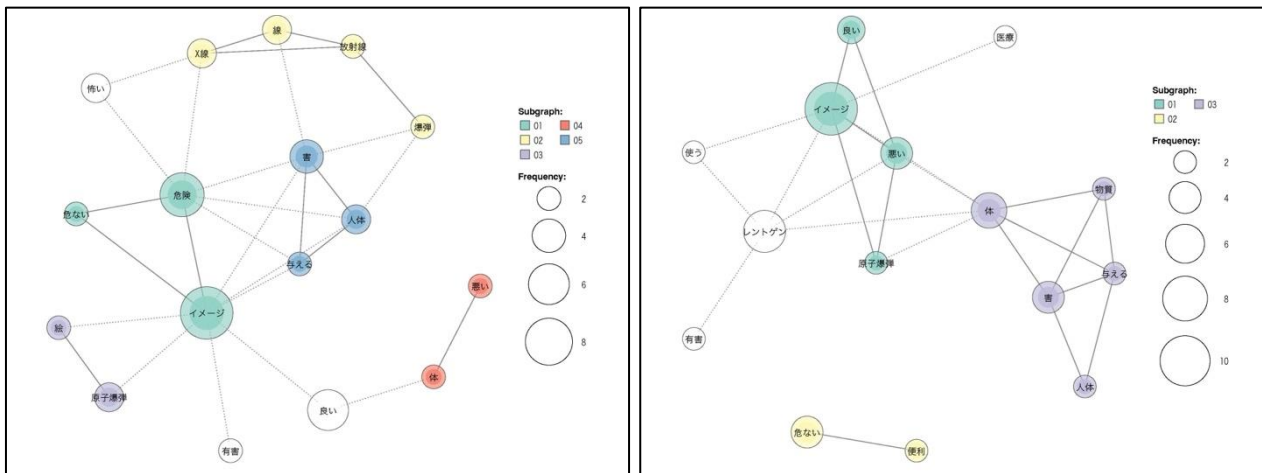 線
X線
放射線
怖い
爆弾
害
危険
危ない
人体
与える
悪い
イメージ
絵
体
原子爆弾
良い
有害
Subgraph:
01 04
02 05
03
Frequency:
2
4
6
8
良い
医療
イメージ
使う
悪い
物質
体
レントゲン
原子爆弾
与える
害
有害
人体
危ない
便利
Subgraph:
01 03
02
Frequency:
2
4
6
8
10